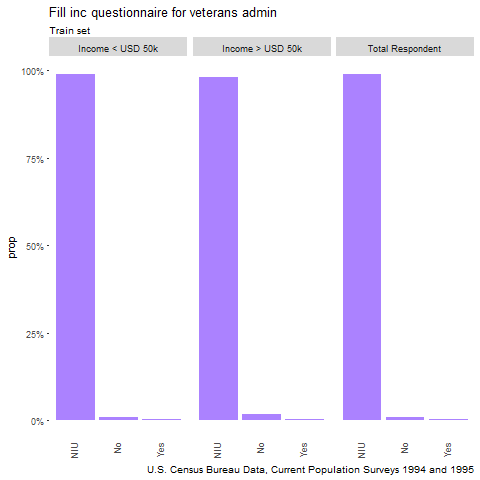 Fill inc questionnaire for veterans admin
Train set
Income < USD 50k
Income > USD 50k
Total Respondent
100%
75%
50%
25%
0%
prop
NIU
No
Yes
NIU
No
Yes
NIU
No
Yes
U.S. Census Bureau Data, Current Population Surveys 1994 and 1995